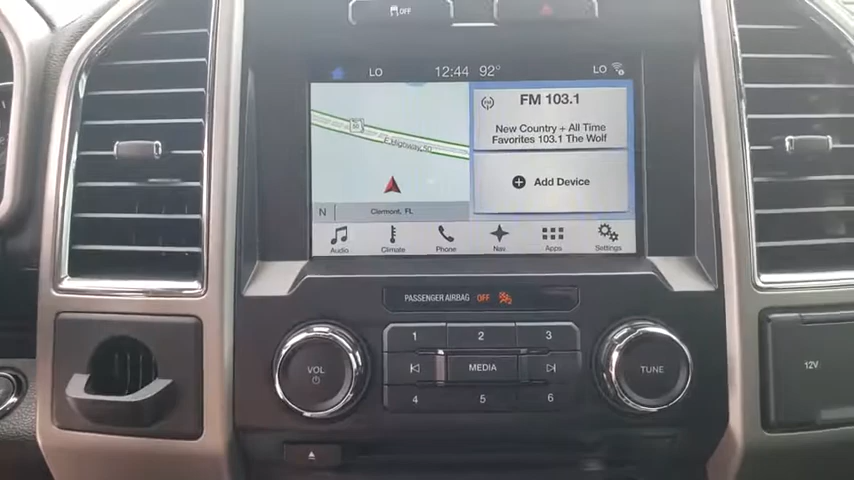 OFF
LO 12:44 92° LO
FM 103.1
New Country + All Time
Favorites 103.1 The Wolf
50
E Highway 50
Add Device
N Clermont, FL
Audio Climate Phone Navi Apps Settings
PASSENGER AIRBAG OFF
1 2 3
VOL MEDIA TUNE
4 5 6
12V